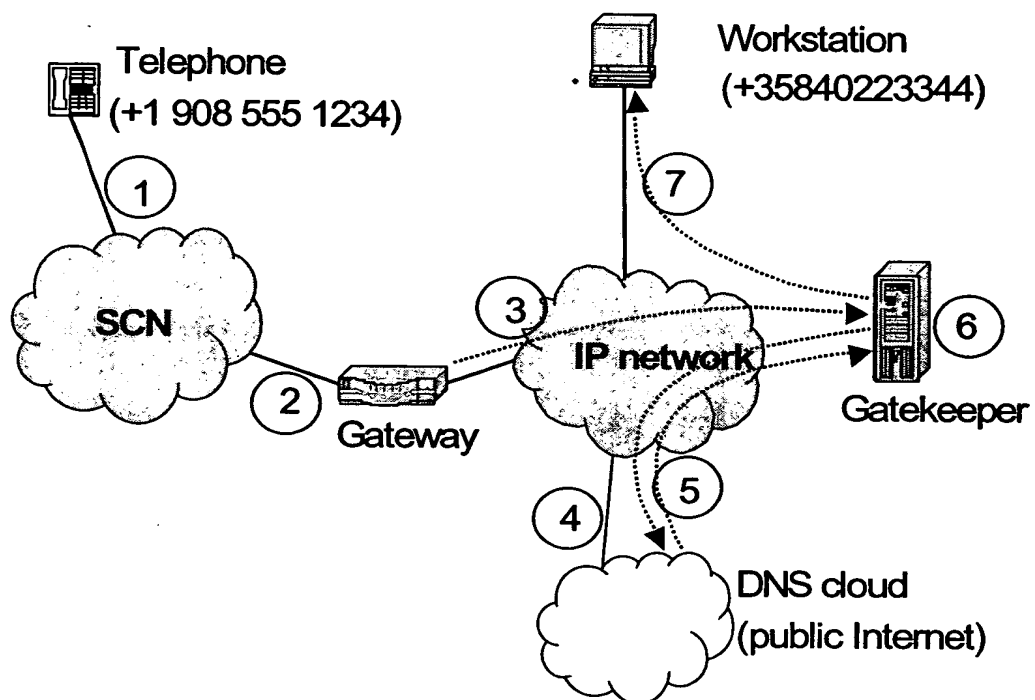 Telephone
(+1 908 555 1234)
Workstation
(+35840223344)
1
7
SCN
3
IP network
6
2
Gateway
Gatekeeper
4
5
DNS cloud
(public Internet)